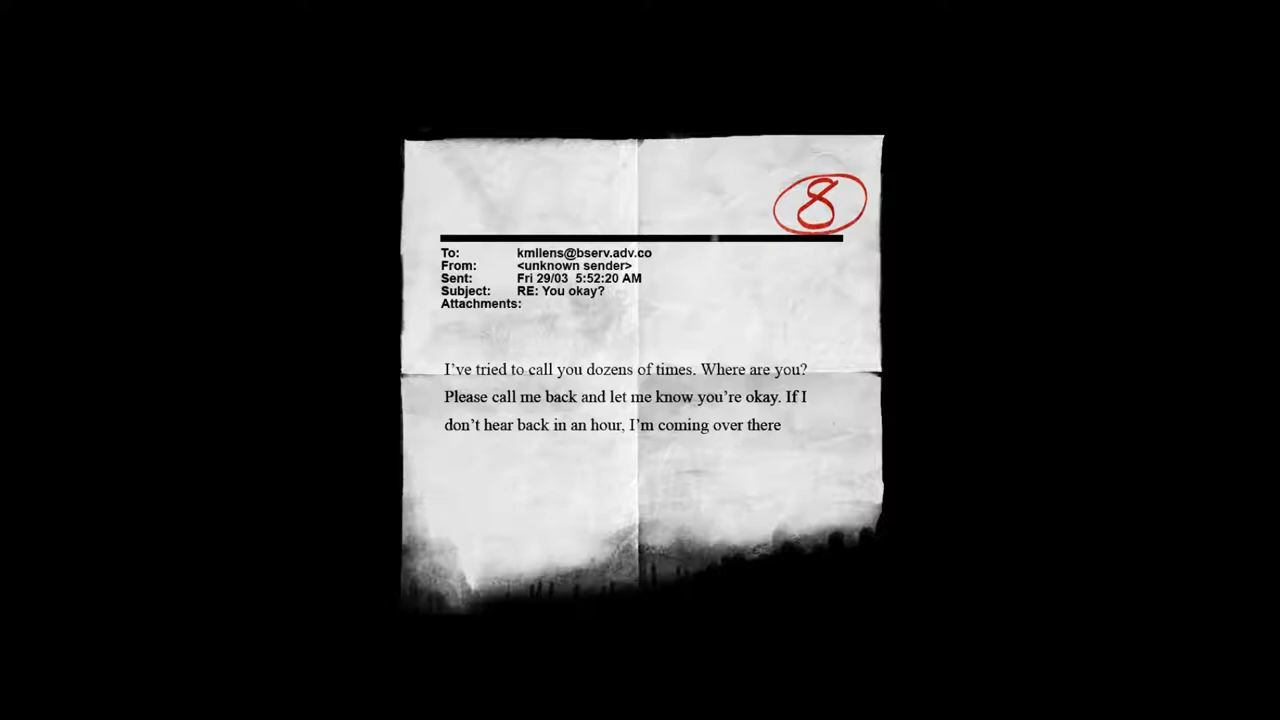 8
To: kmilens@bserv.adv.co
From: <unknown sender>
Sent: Fri 29/03 5:52:20 AM
Subject: RE: You okay?
Attachments:
I've tried to call you dozens of times. Where are you?
Please call me back and let me know you're okay. If I
don't hear back in an hour, I'm coming over there